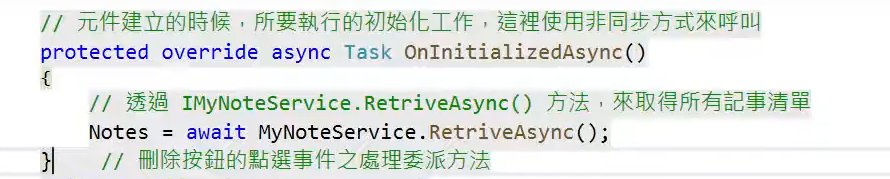 // 元件建立的時候，所要執行的初始化工作，這裡使用非同步方式來呼叫
protected override async Task OnInitializedAsync()
{
// 透過 IMyNoteService.RetriveAsync() 方法，來取得所有記事清單
Notes = await MyNoteService.RetriveAsync();
} // 刪除按鈕的點選事件之處理委派方法